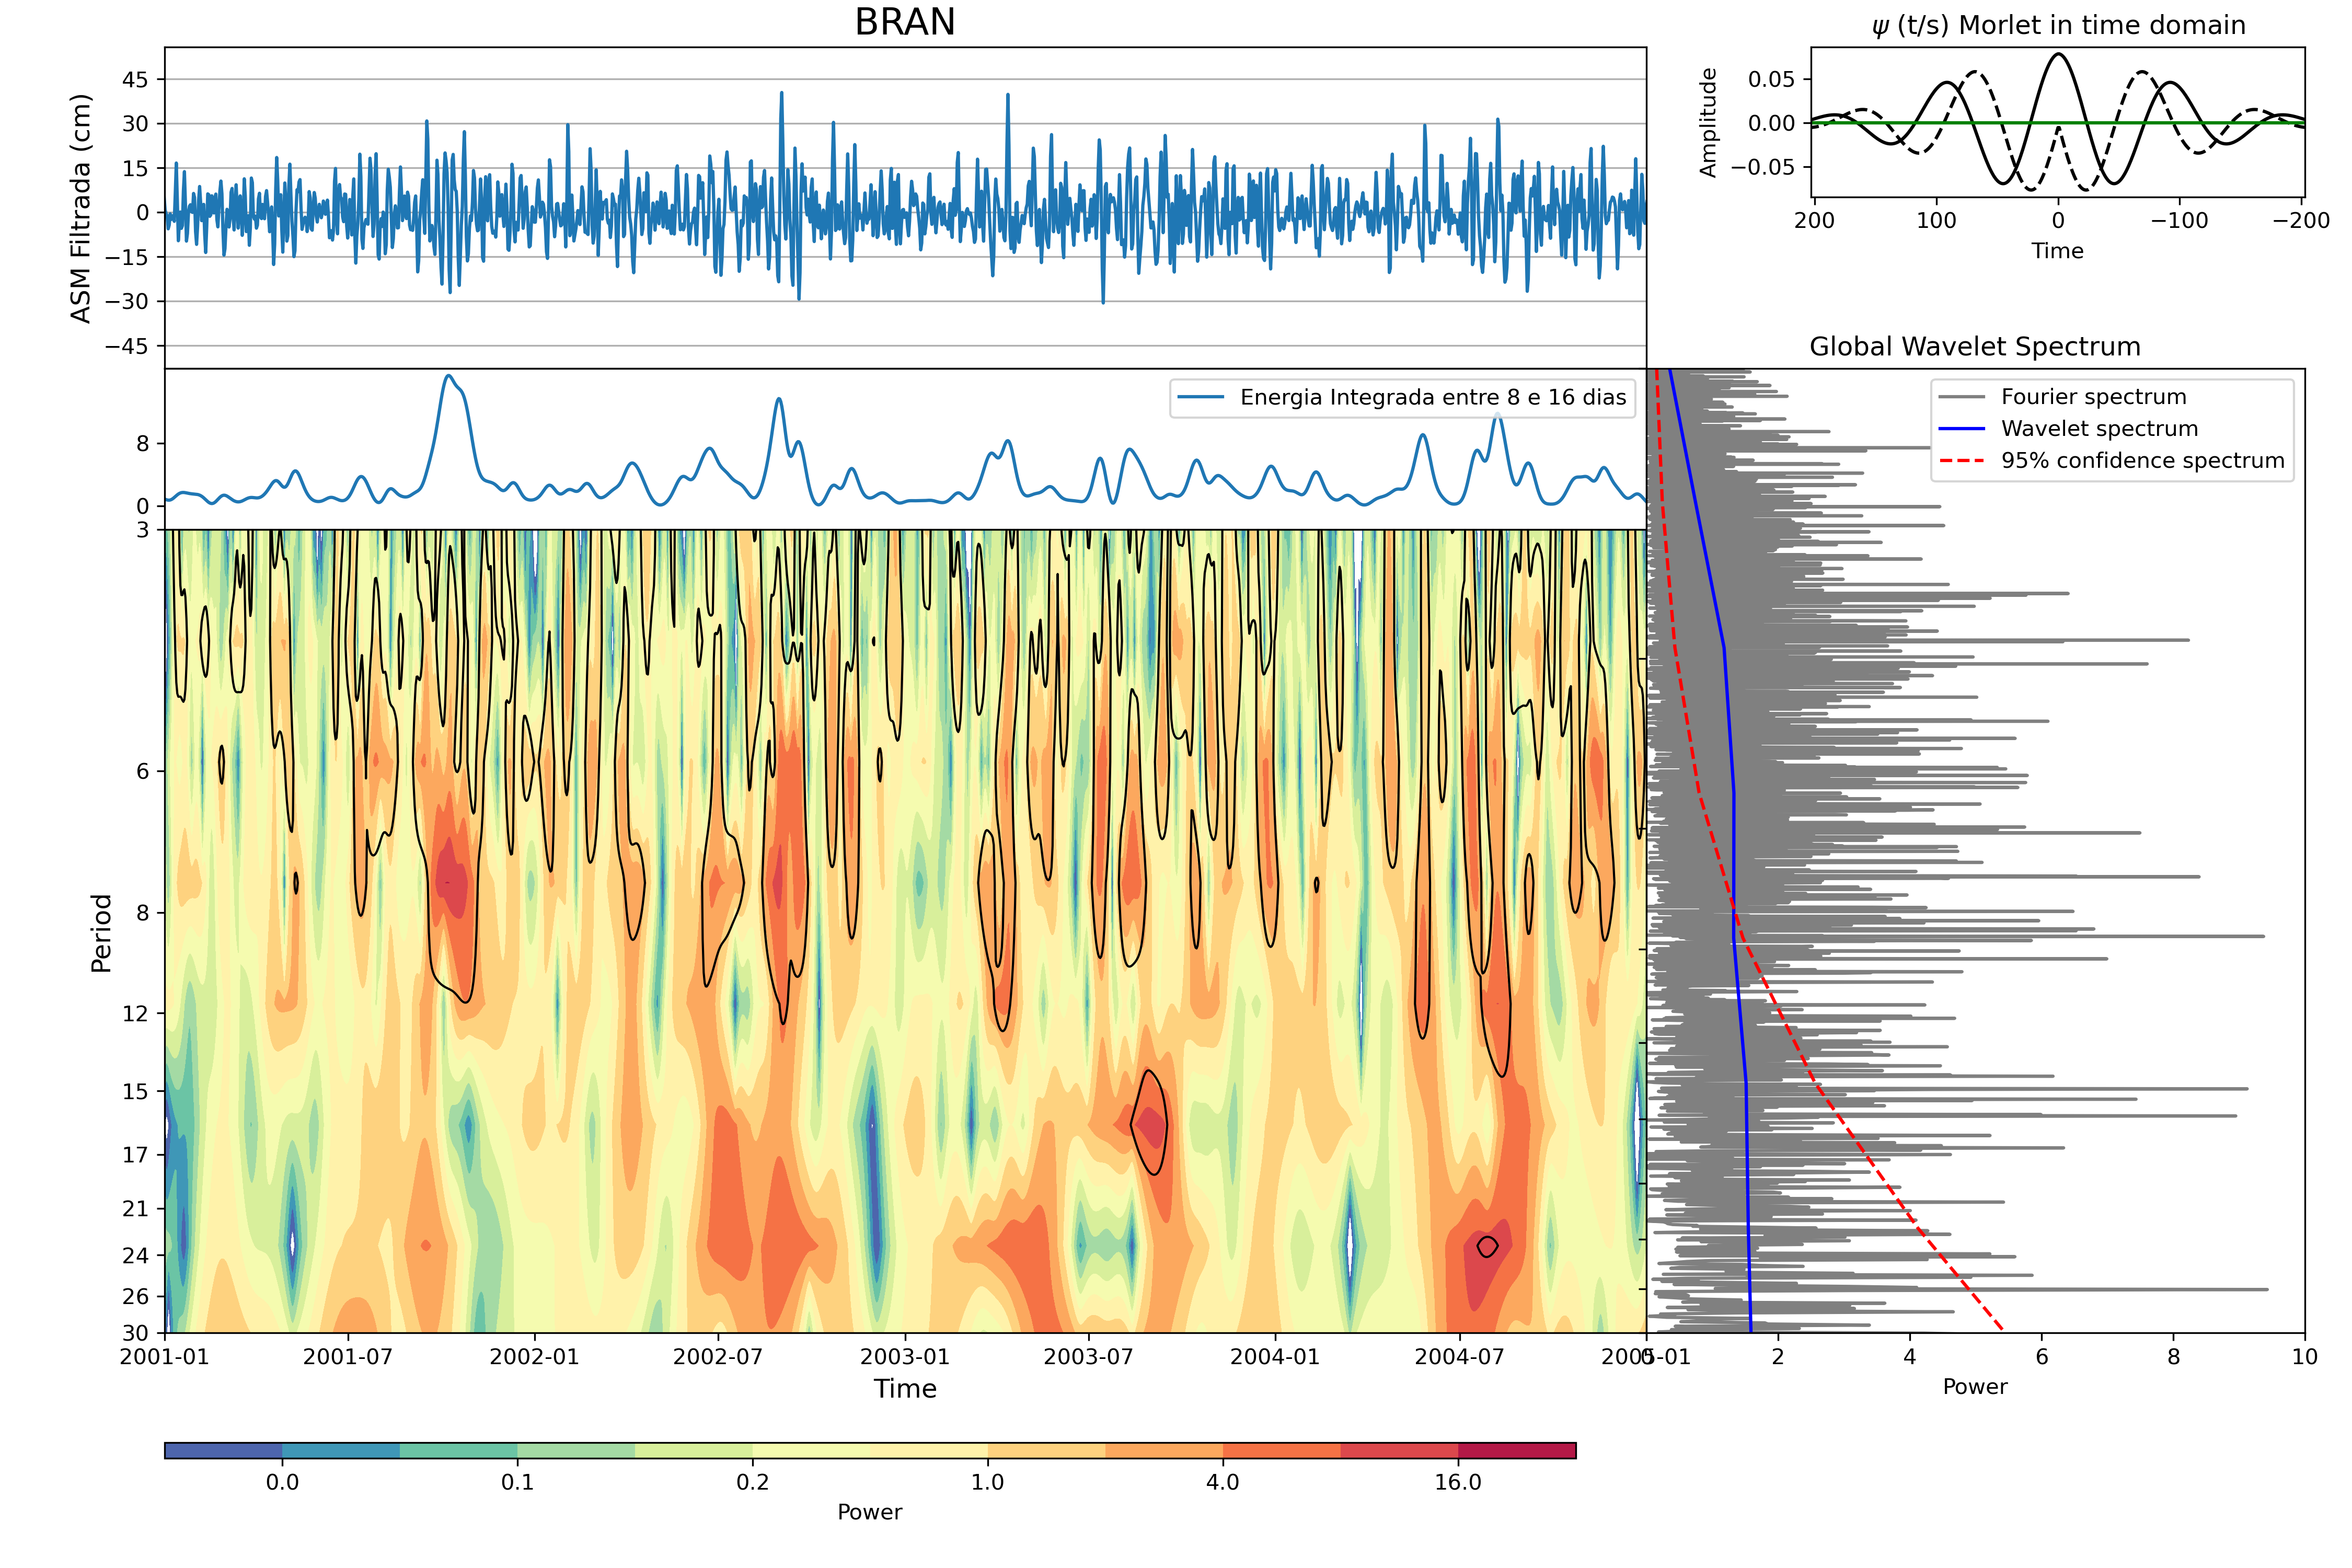 BRAN
ψ (t/s) Morlet in time domain
ASM Filtrada (cm)
45
30
15
0
−15
−30
−45
Amplitude
0.05
0.00
−0.05
200 100 0 −100 −200
Time
Global Wavelet Spectrum
Energia Integrada entre 8 e 16 dias
8
0
Fourier spectrum
Wavelet spectrum
95% confidence spectrum
Period
3
6
8
12
15
17
21
24
26
30
2001-01 2001-07 2002-01 2002-07 2003-01 2003-07 2004-01 2004-07 2005-01
Time
0 2 4 6 8 10
Power
0.0 0.1 0.2 1.0 4.0 16.0
Power